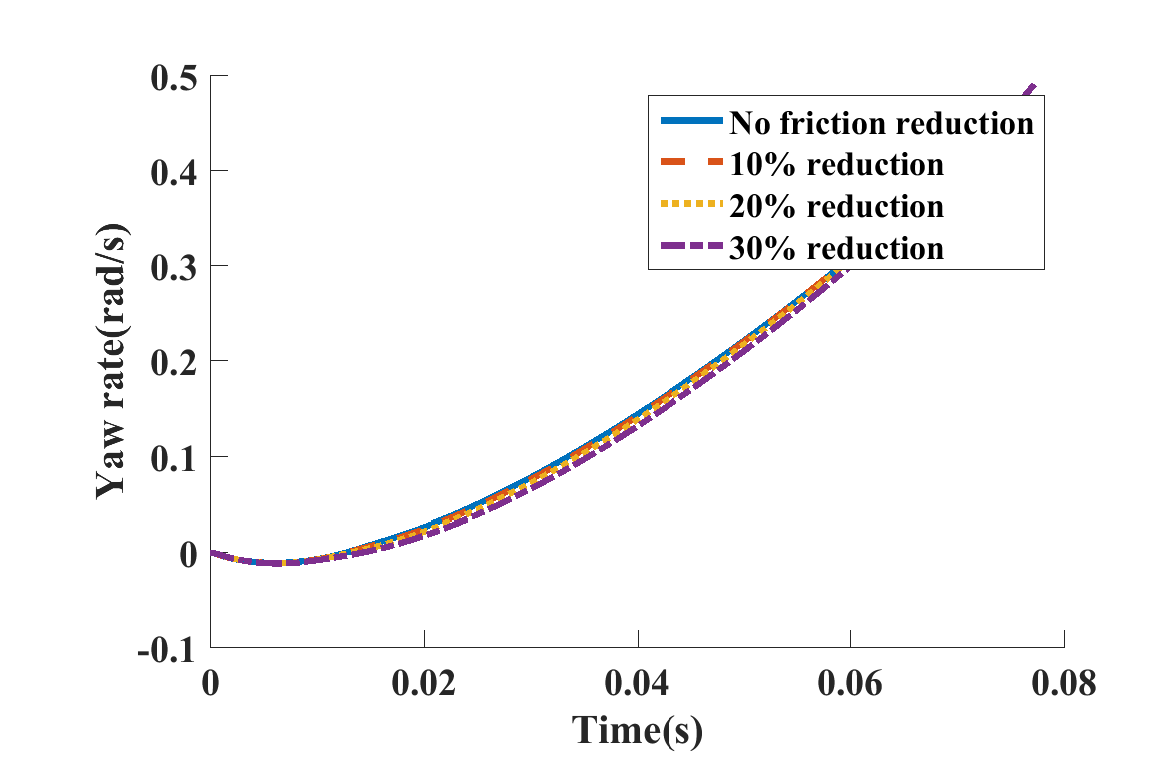 0.5
0.4
0.3
0.2
0.1
0
-0.1
Yaw rate(rad/s)
No friction reduction
10% reduction
20% reduction
30% reduction
0
0.02
0.04
0.06
0.08
Time(s)